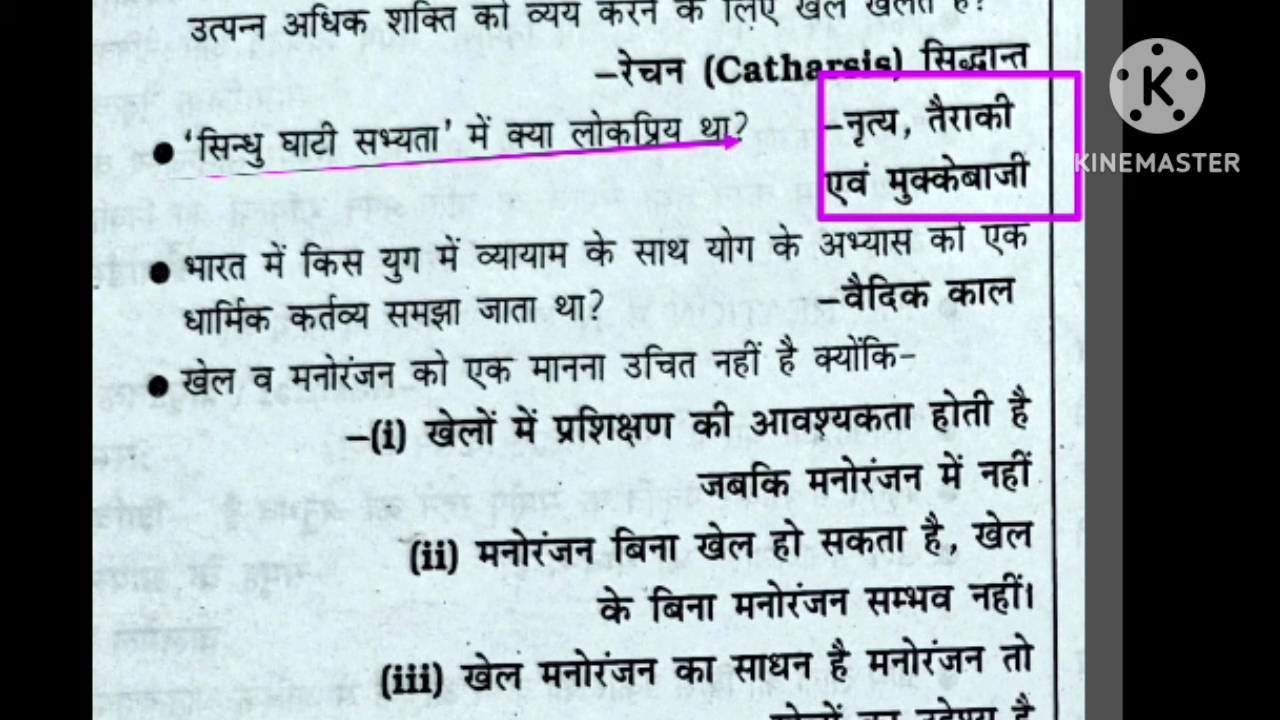 उत्पन्न अधिक शक्ति को व्यय करने के लिए खेल खेलते हैं?
–रेचन (Catharsis) सिद्धान्त
● ‘सिन्धु घाटी सभ्यता’ में क्या लोकप्रिय था? –नृत्य, तैराकी
एवं मुक्केबाजी
● भारत में किस युग में व्यायाम के साथ योग के अभ्यास को एक
धार्मिक कर्तव्य समझा जाता था? –वैदिक काल
● खेल व मनोरंजन को एक मानना उचित नहीं है क्योंकि–
–(i) खेलों में प्रशिक्षण की आवश्यकता होती है
जबकि मनोरंजन में नहीं
(ii) मनोरंजन बिना खेल हो सकता है, खेल
के बिना मनोरंजन सम्भव नहीं।
(iii) खेल मनोरंजन का साधन है मनोरंजन तो
खेलों का उद्देश्य है
K
KINEMASTER